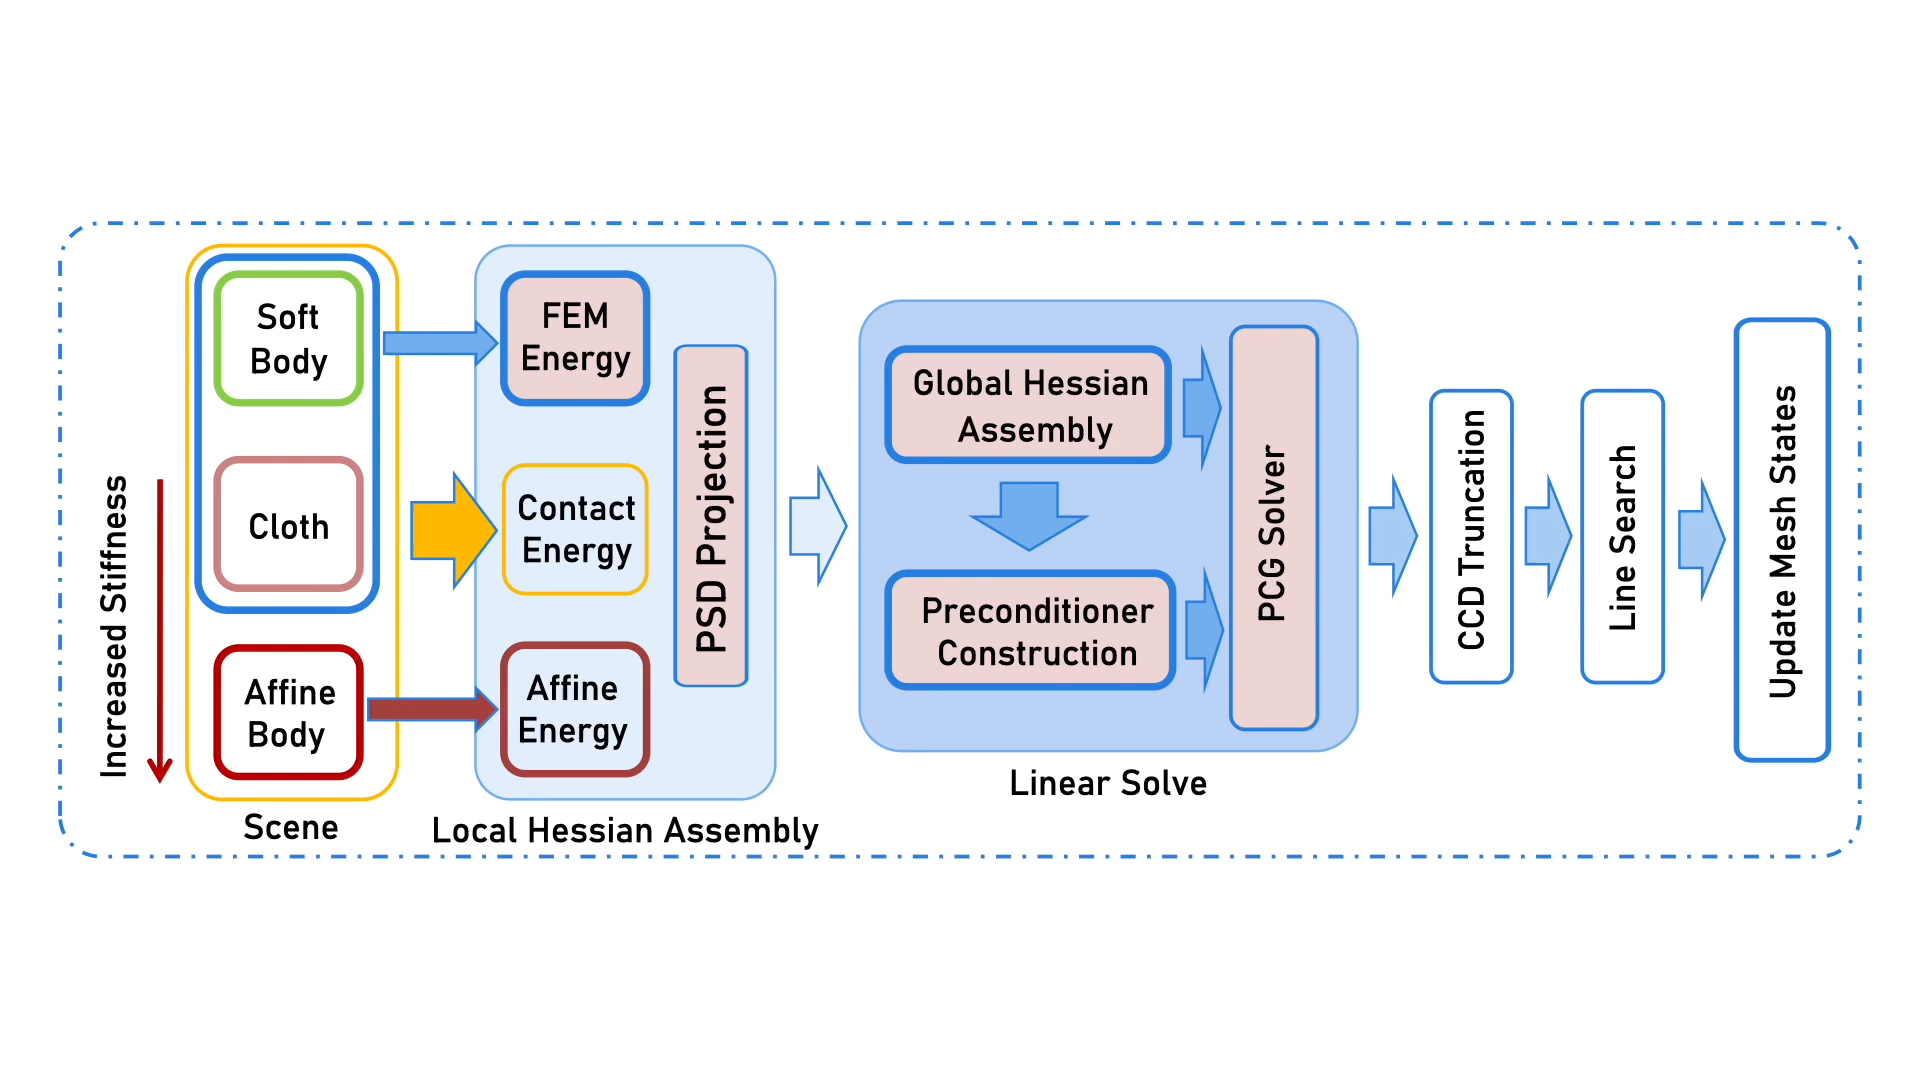 Increased Stiffness
Soft
Body
Cloth
Affine
Body
Scene
FEM
Energy
Contact
Energy
Affine
Energy
PSD Projection
Local Hessian Assembly
Global Hessian
Assembly
Preconditioner
Construction
PCG Solver
Linear Solve
CCD Truncation
Line Search
Update Mesh States